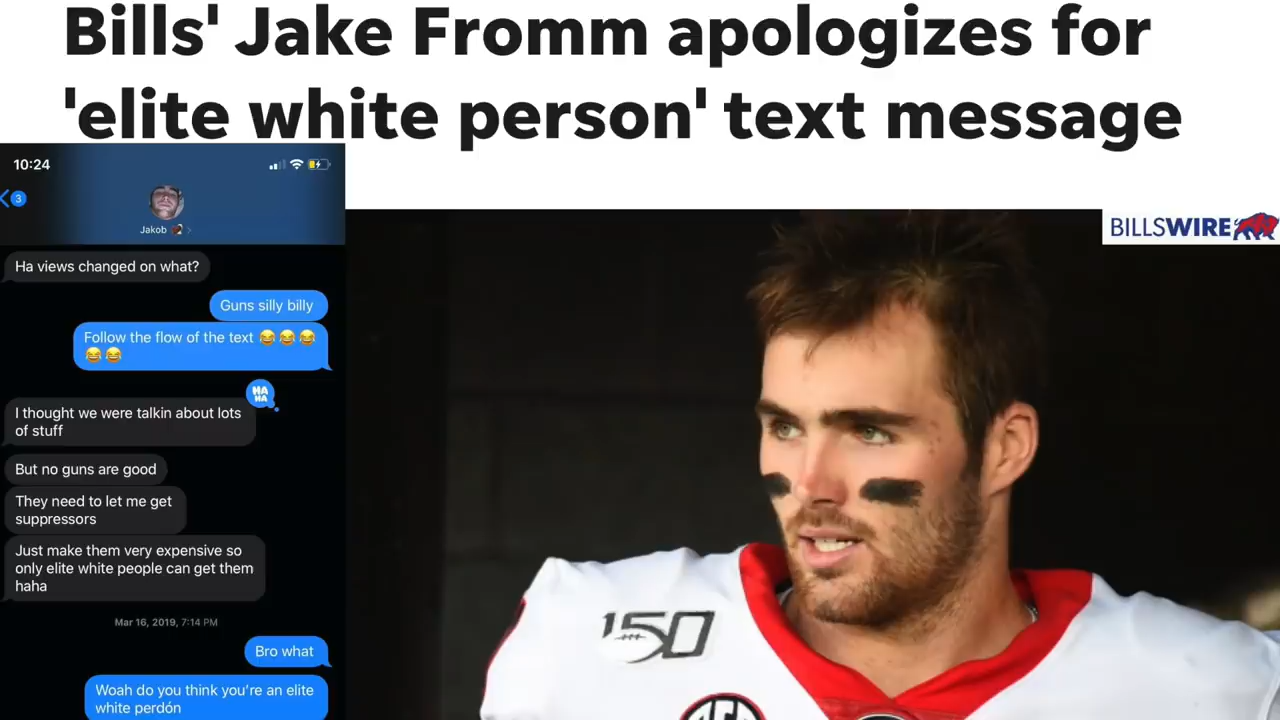 Bills' Jake Fromm apologizes for
'elite white person' text message
10:24
3
Jakob
Ha views changed on what?
Guns silly billy
Follow the flow of the text 😂 😂 😂
😂 😂
HA
HA
I thought we were talkin about lots
of stuff
But no guns are good
They need to let me get
suppressors
Just make them very expensive so
only elite white people can get them
haha
Mar 16, 2019, 7:14 PM
Bro what
Woah do you think you're an elite
white perdón
BILLSWIRE
150